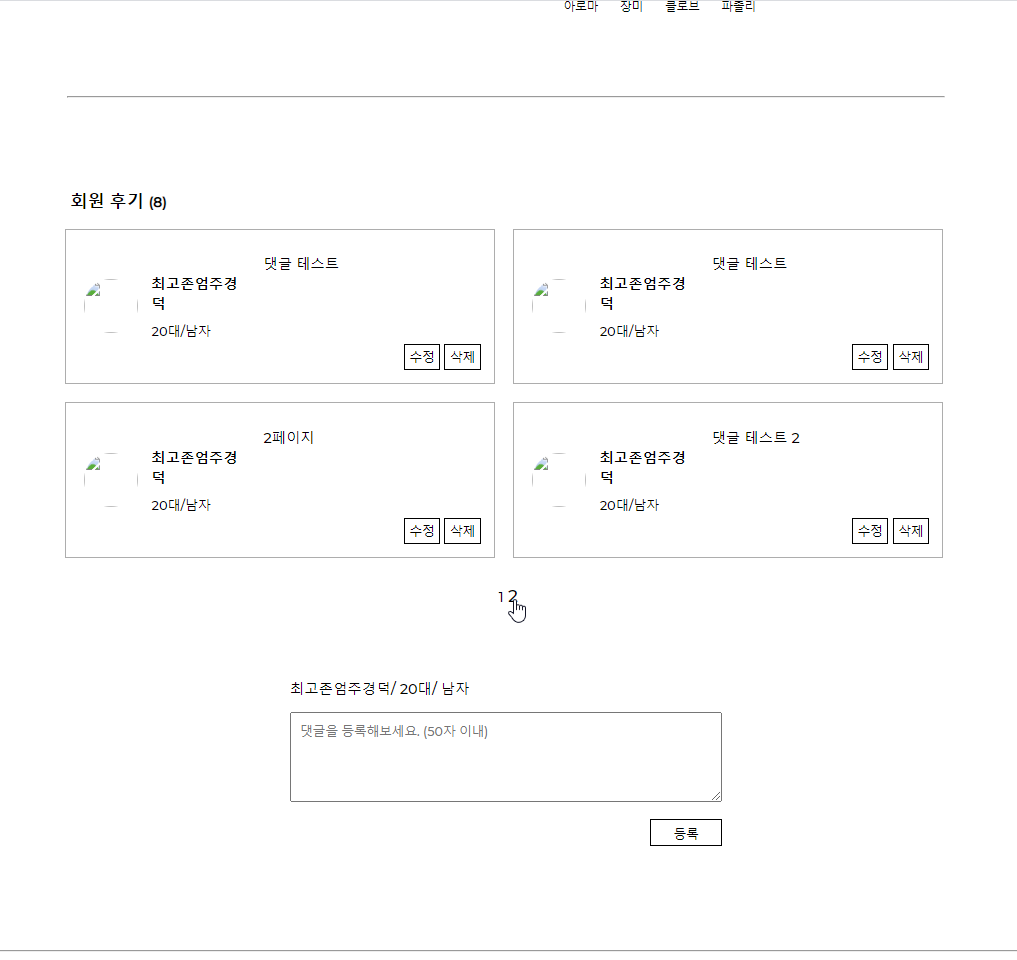 아로마 장미 클로브 파출리
회원 후기 (8)
댓글 테스트
최고존엄주경
덕
20대/남자
수정 삭제
댓글 테스트
최고존엄주경
덕
20대/남자
수정 삭제
2페이지
최고존엄주경
덕
20대/남자
수정 삭제
댓글 테스트 2
최고존엄주경
덕
20대/남자
수정 삭제
1 2
최고존엄주경덕/ 20대/ 남자
댓글을 등록해보세요. (50자 이내)
등록